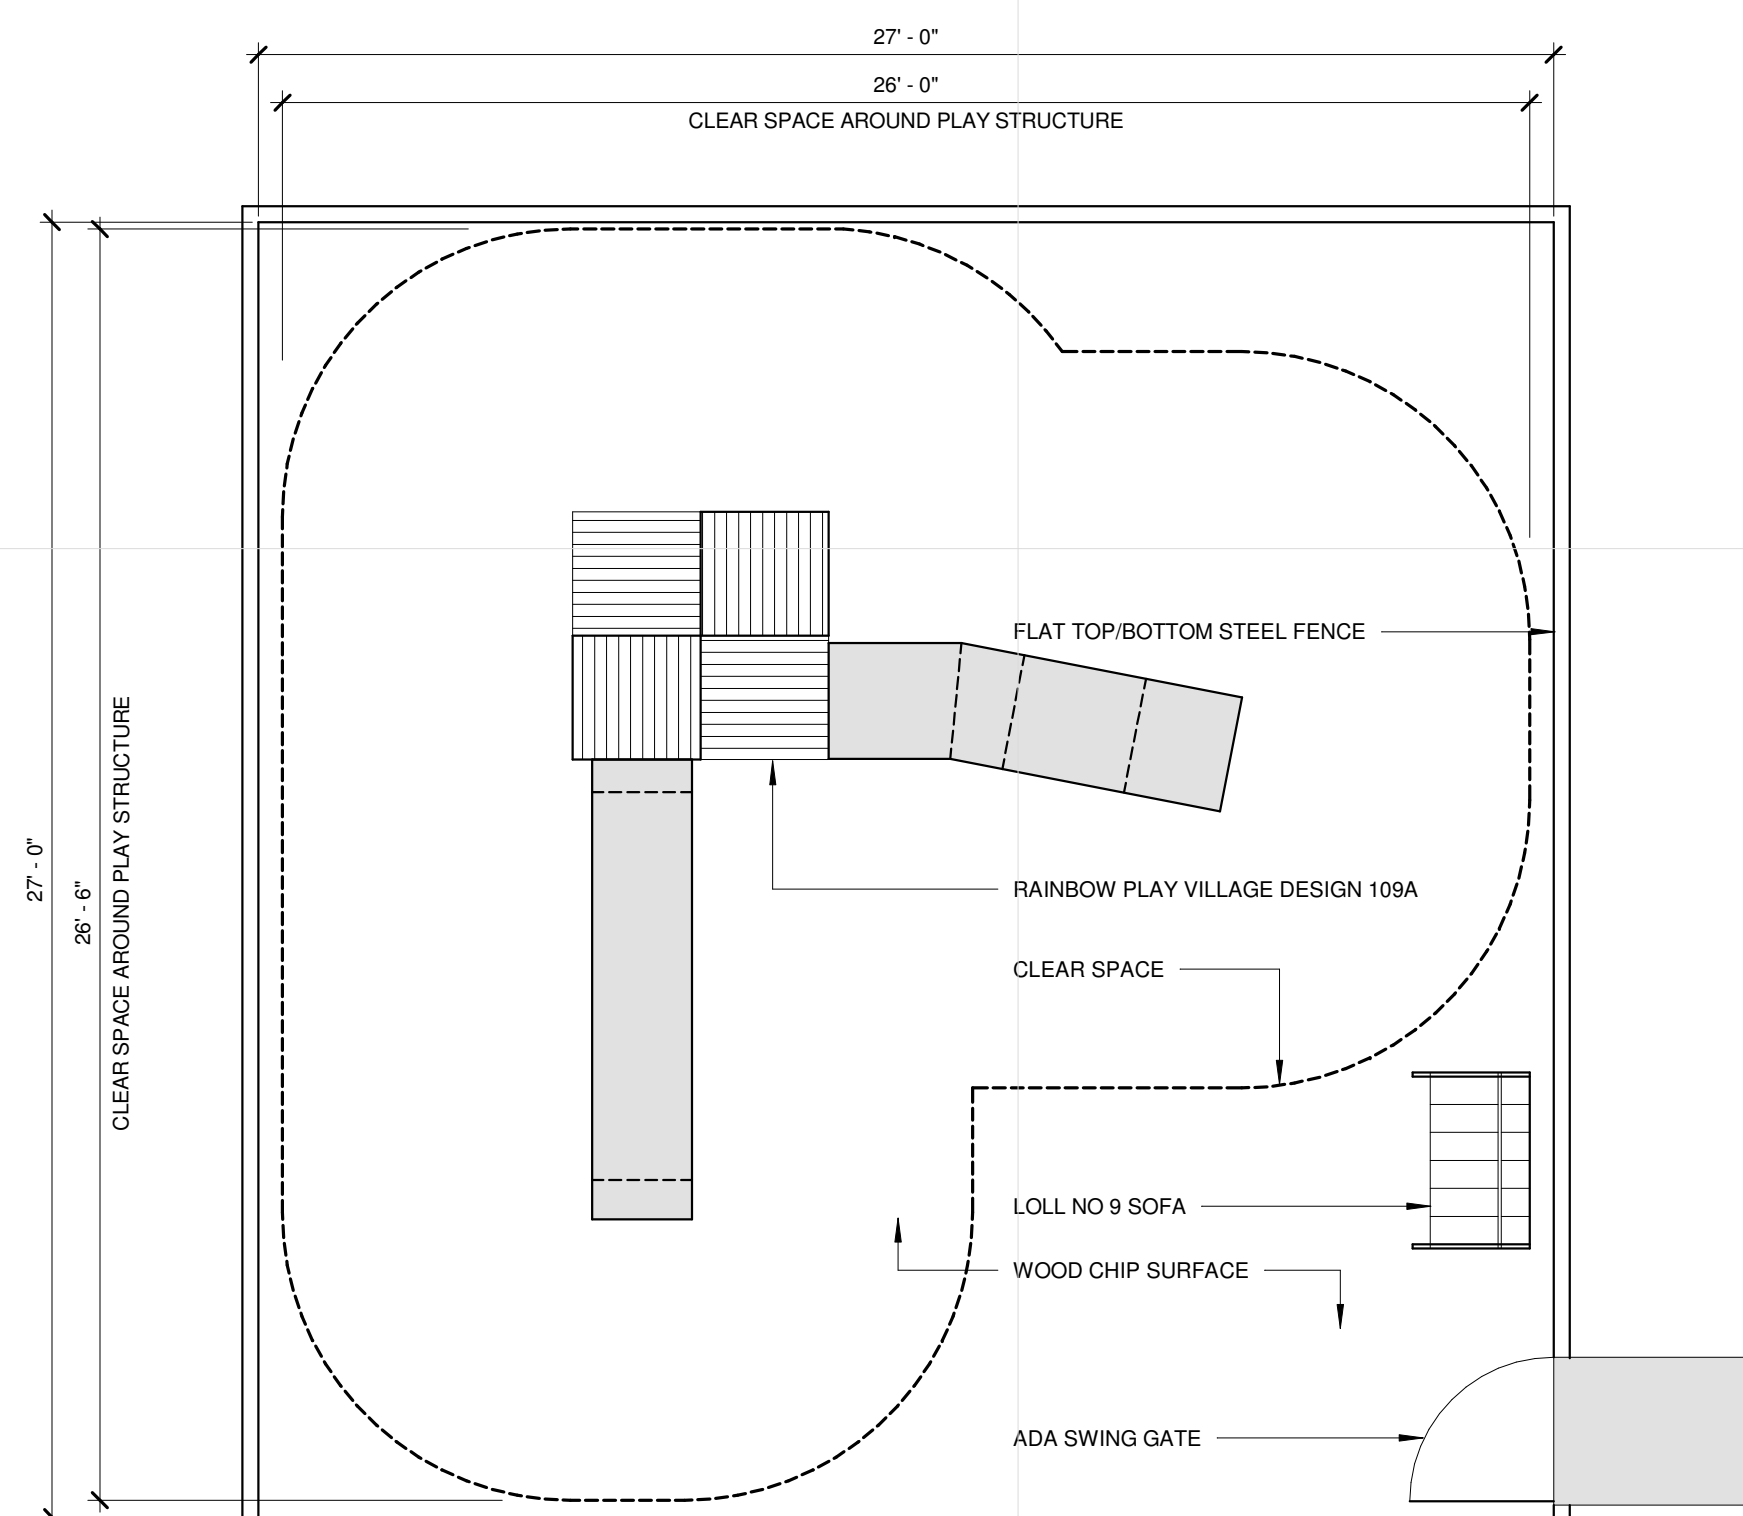 27' - 0"
26' - 0"
CLEAR SPACE AROUND PLAY STRUCTURE
27' - 0"
26' - 6"
CLEAR SPACE AROUND PLAY STRUCTURE
FLAT TOP/BOTTOM STEEL FENCE
RAINBOW PLAY VILLAGE DESIGN 109A
CLEAR SPACE
LOLL NO 9 SOFA
WOOD CHIP SURFACE
ADA SWING GATE